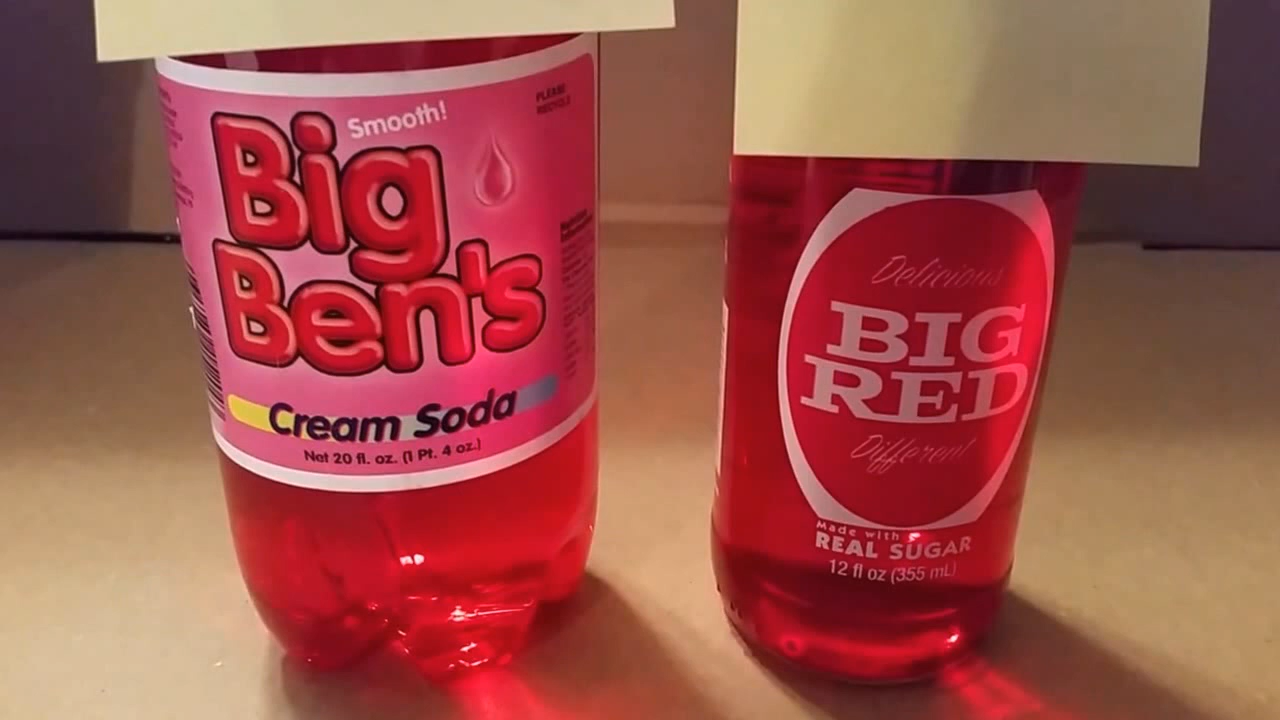 Smooth!
Big
Ben's
PLEASE
RECYCLE
Cream Soda
Net 20 fl. oz. (1 Pt. 4 oz.)
Delicious
BIG
RED
Different
Made with
REAL SUGAR
12 fl oz (355 mL)